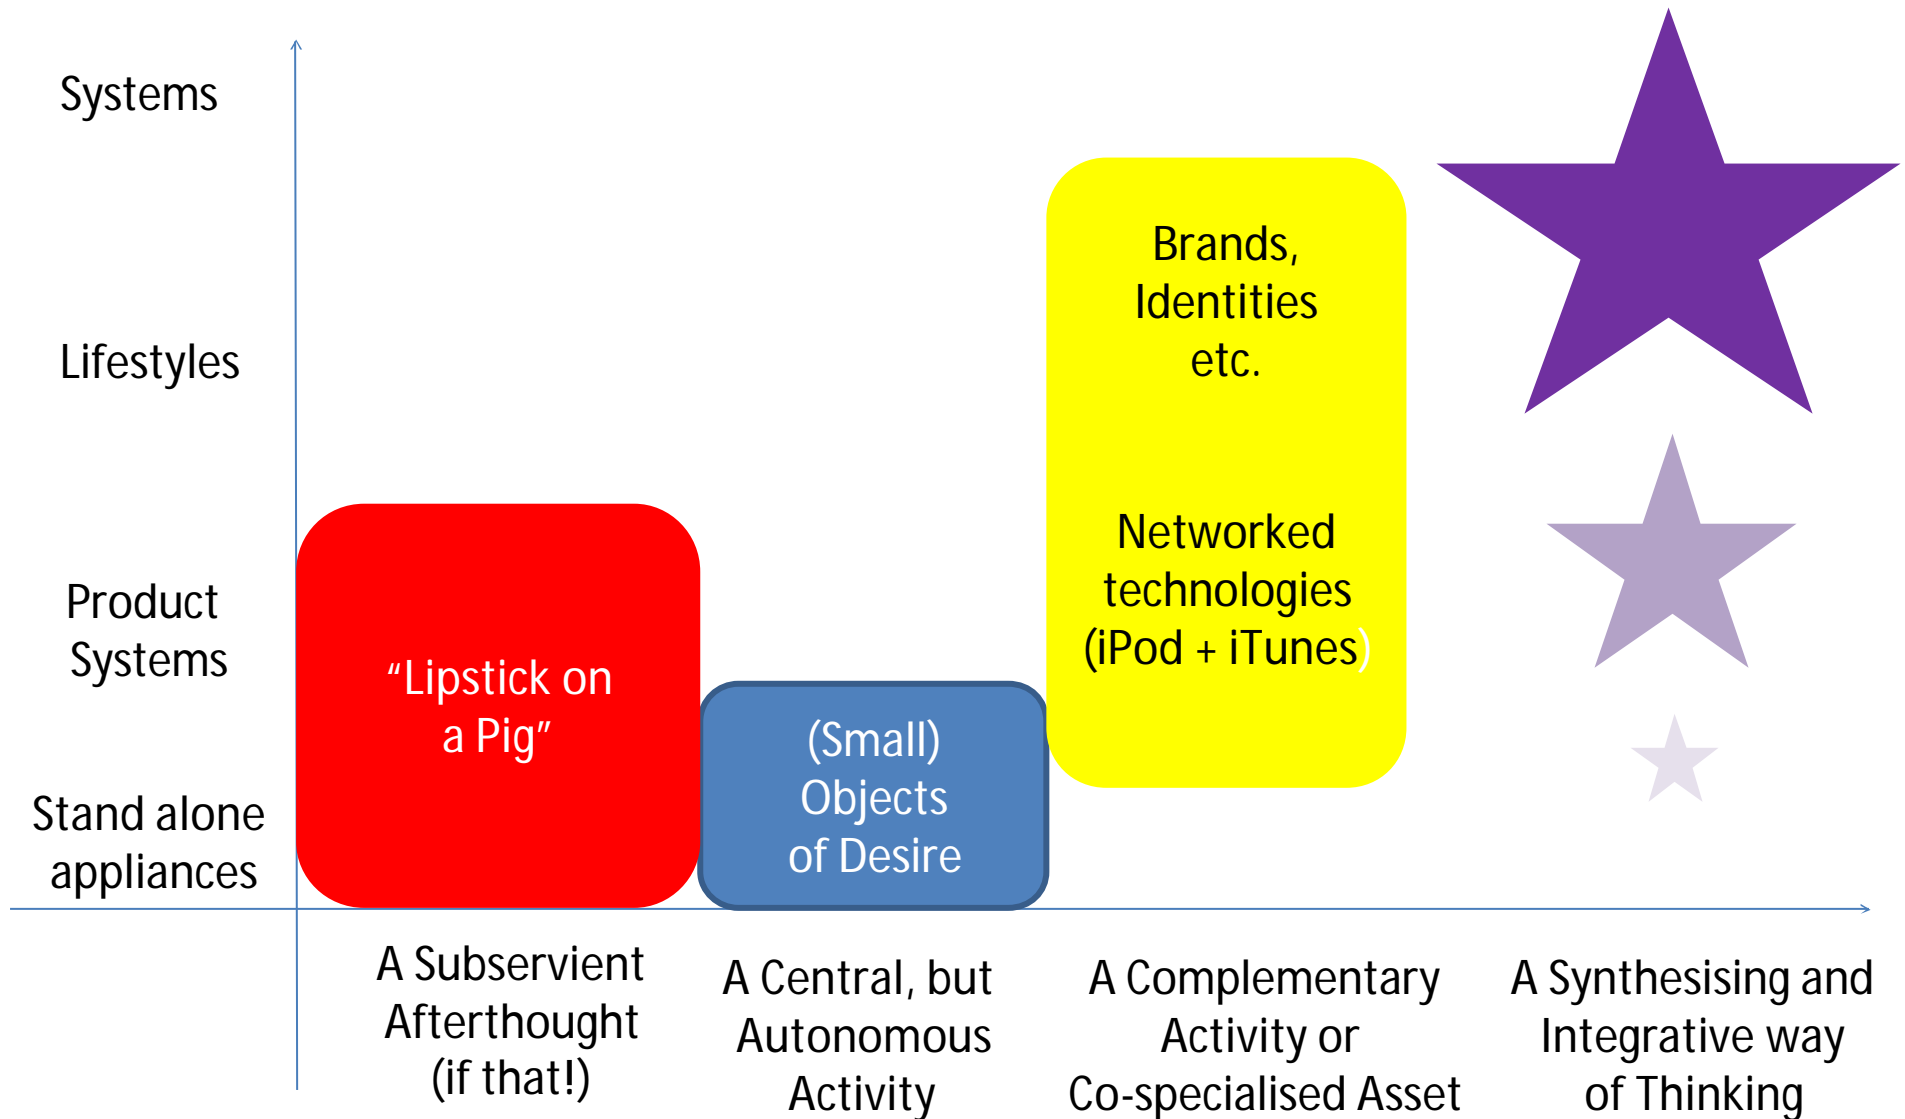 Systems
Lifestyles
Product
Systems
Stand alone
appliances
“Lipstick on
a Pig”
(Small)
Objects
of Desire
Brands,
Identities
etc.
Networked
technologies
(iPod + iTunes)
A Subservient
Afterthought
(if that!)
A Central, but
Autonomous
Activity
A Complementary
Activity or
Co-specialised Asset
A Synthesising and
Integrative way
of Thinking